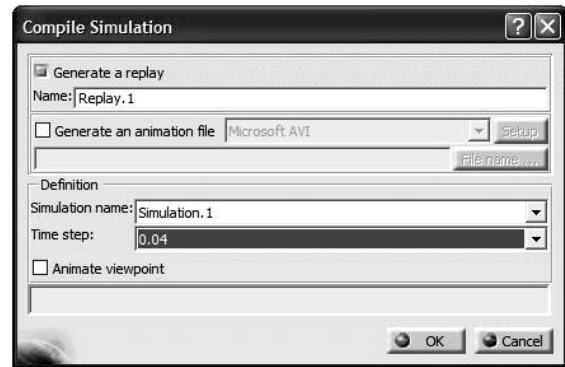 Compile Simulation
Generate a replay
Name: Replay.1
Generate an animation file Microsoft AVI Setup
File name ....
Definition
Simulation name: Simulation.1
Time step: 0.04
Animate viewpoint
OK Cancel